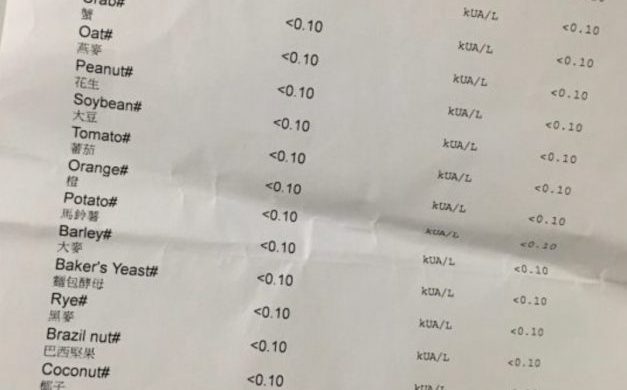 kUA/L <0.10
Crab# <0.10 kUA/L <0.10
蟹
Oat# <0.10 kUA/L <0.10
燕麥
Peanut# <0.10 kUA/L <0.10
花生
Soybean# <0.10 kUA/L <0.10
大豆
Tomato# <0.10 kUA/L <0.10
蕃茄
Orange# <0.10 kUA/L <0.10
橙
Potato# <0.10 kUA/L <0.10
馬鈴薯
Barley# <0.10 kUA/L <0.10
大麥
Baker's Yeast# <0.10 kUA/L <0.10
麵包酵母
Rye# <0.10 kUA/L <0.10
黑麥
Brazil nut# <0.10 kUA/L <0.10
巴西堅果
Coconut# <0.10 kUA/L
椰子